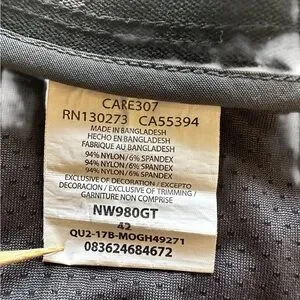 CARE307
RN130273 CA55394
MADE IN BANGLADESH
HECHO EN BANGLADESH
FABRIQUE AU BANGLADESH
94% NYLON/6% SPANDEX
94% NYLON/6% SPANDEX
94% NYLON/6% SPANDEX
EXCLUSIVE OF DECORATION / EXCEPTO
DECORACION / EXCLUSIVE OF TRIMMING /
GARNITURE NON COMPRISE
NW980GT
42
QU2-17B-MOGH49271
083624684672